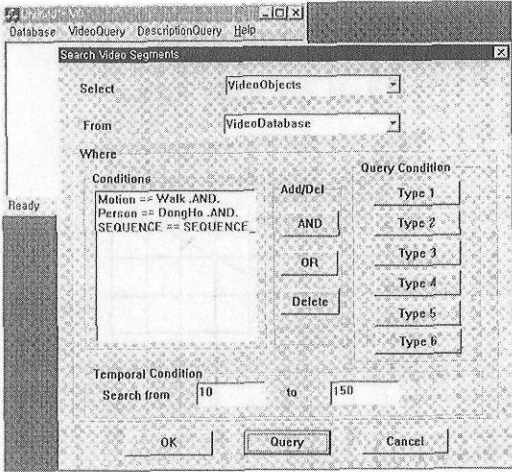 Database VideoQuery DescriptionQuery Help
Search Video Segments
Select VideoObjects
From VideoDatabase
Where
Conditions
Motion == Walk .AND.
Person == DongHo .AND.
SEQUENCE == SEQUENCE_
Add/Del
AND
OR
Delete
Query Condition
Type 1
Type 2
Type 3
Type 4
Type 5
Type 6
Ready
Temporal Condition
Search from 10 to 150
OK Query Cancel